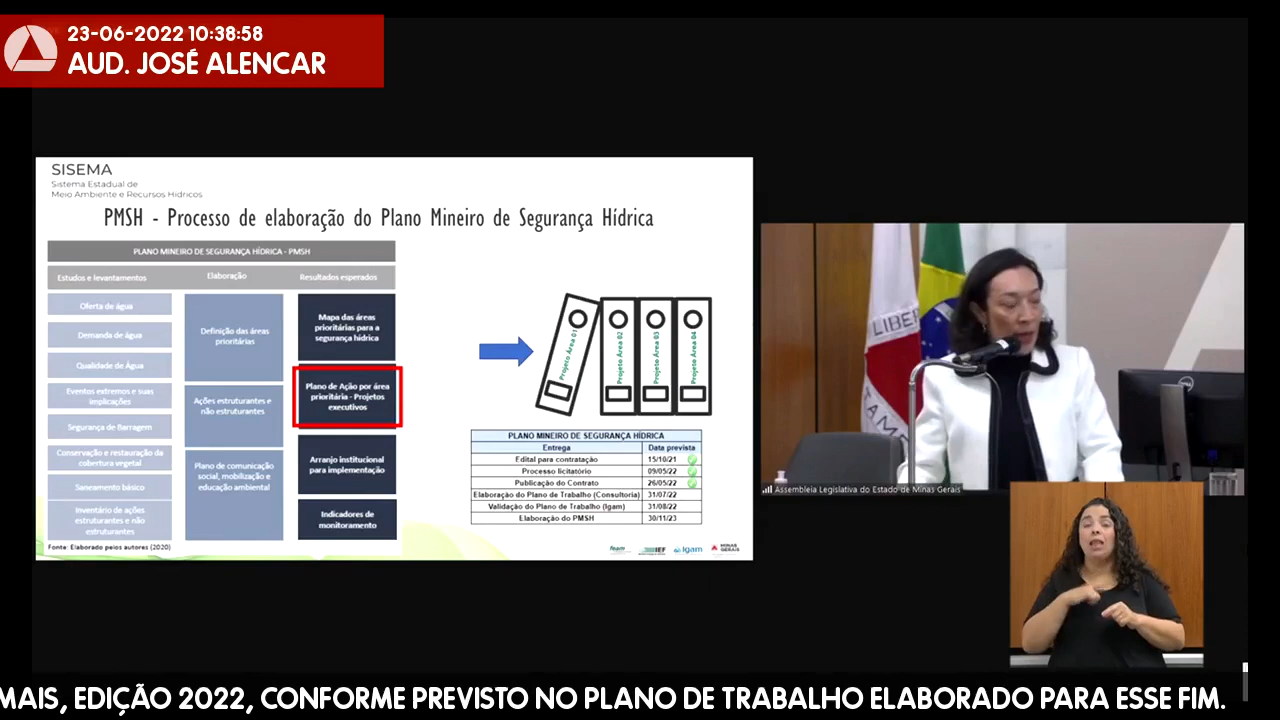 23-06-2022 10:38:58
AUD. JOSÉ ALENCAR
SISEMA
Sistema Estadual de
Meio Ambiente e Recursos Hídricos
PMSH - Processo de elaboração do Plano Mineiro de Segurança Hídrica
PLANO MINEIRO DE SEGURANÇA HÍDRICA - PMSH
Estudos e levantamentos
Elaboração
Resultados esperados
Oferta de água
Demanda de água
Qualidade de Água
Eventos extremos e suas
implicações
Segurança de Barragem
Conservação e restauração da
cobertura vegetal
Saneamento básico
Inventário de ações
estruturantes e não
estruturantes
Definição das áreas
prioritárias
Ações estruturantes e
não estruturantes
Plano de comunicação
social, mobilização e
educação ambiental
Mapa das áreas
prioritárias para a
segurança hídrica
Plano de Ação por área
prioritária - Projetos
executivos
Arranjo institucional
para implementação
Indicadores de
monitoramento
Fonte: Elaborado pelos autores (2020)
Projeto Área 01
Projeto Área 02
Projeto Área 03
Projeto Área 04
PLANO MINEIRO DE SEGURANÇA HÍDRICA
Entrega Data prevista
Edital para contratação 15/10/21
Processo licitatório 09/05/22
Publicação do Contrato 26/05/22
Elaboração do Plano de Trabalho (Consultoria) 31/07/22
Validação do Plano de Trabalho (Igam) 31/08/22
Elaboração do PMSH 30/11/23
feam
IEF
igam
MINAS
GERAIS
LIBER
TAM
Assembleia Legislativa do Estado de Minas Gerais
MAIS, EDIÇÃO 2022, CONFORME PREVISTO NO PLANO DE TRABALHO ELABORADO PARA ESSE FIM.